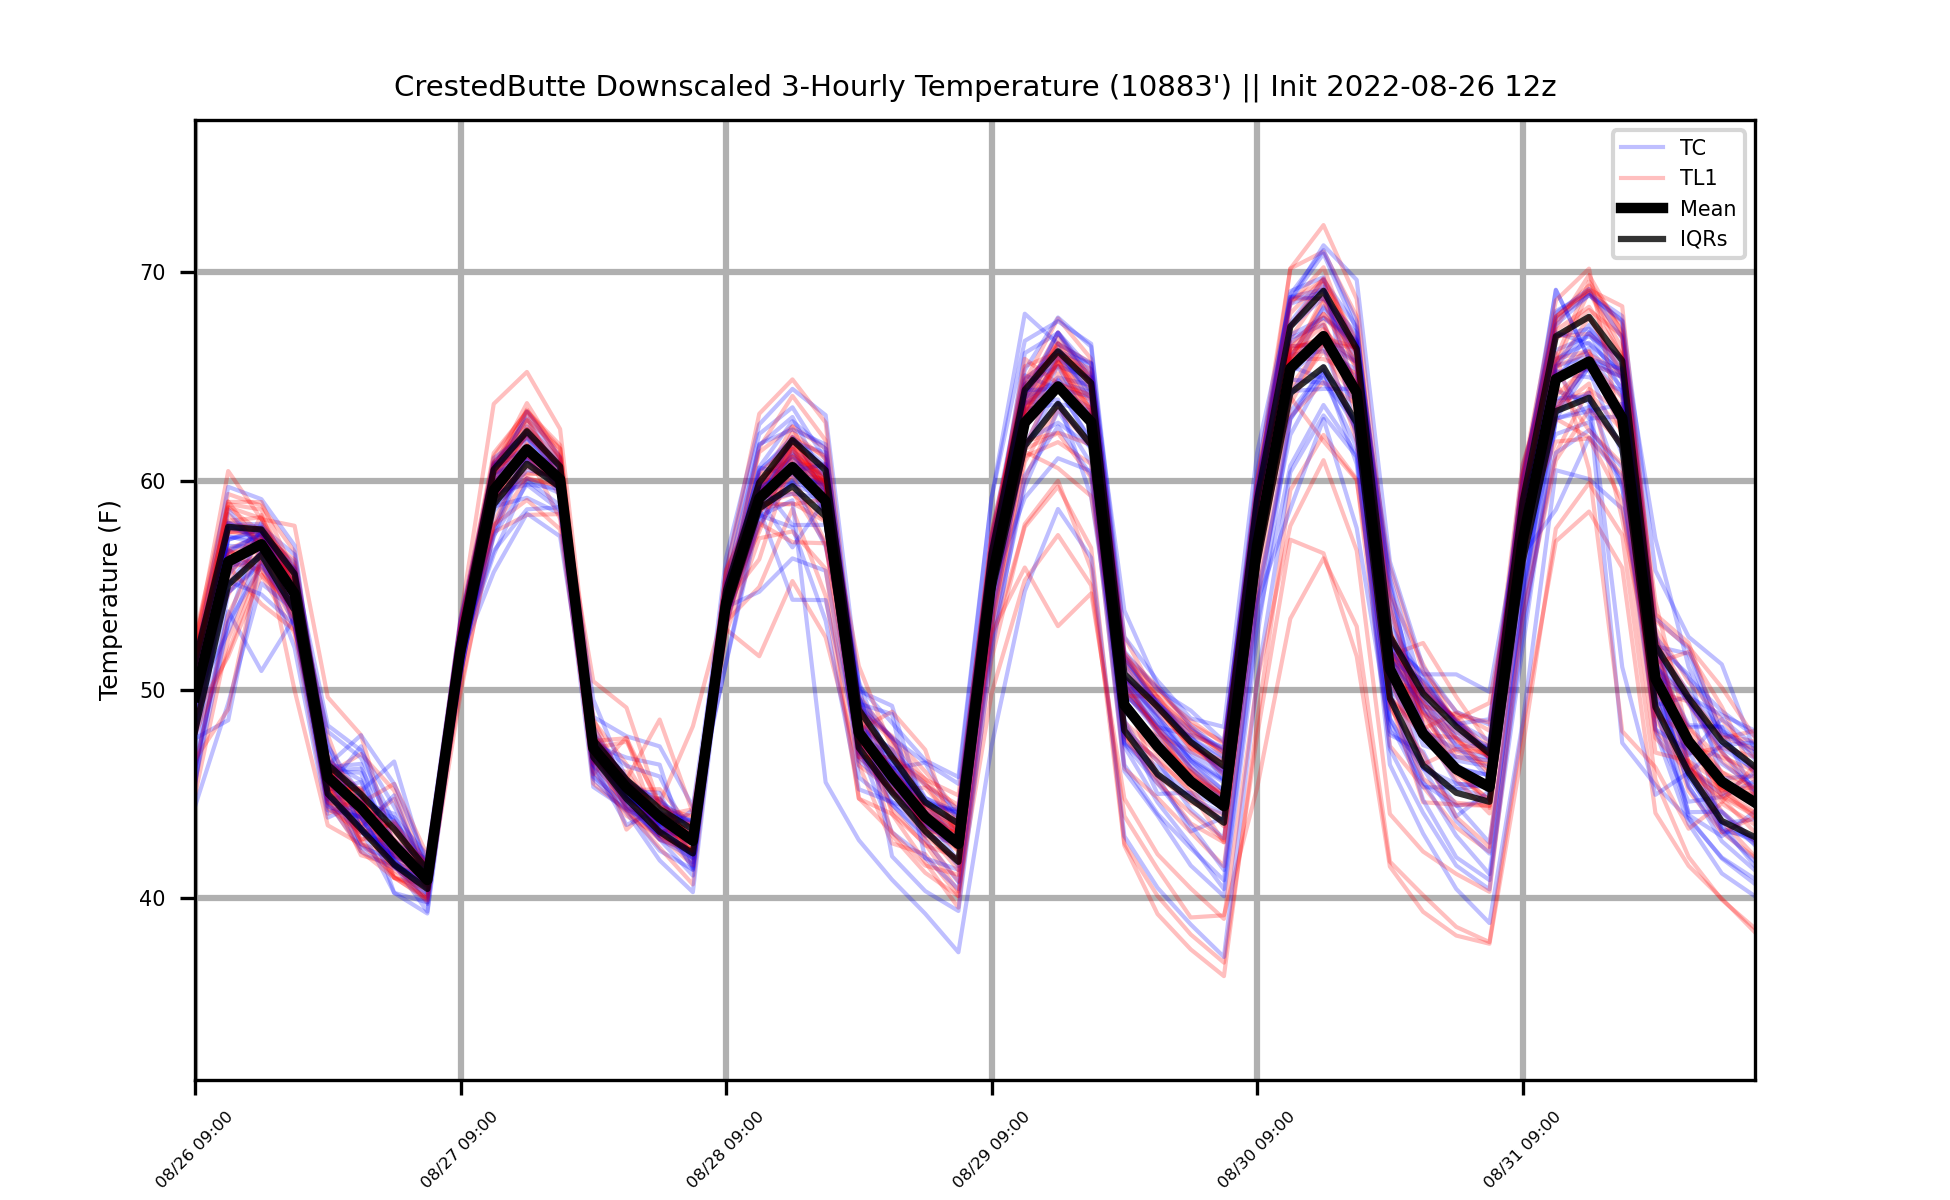 CrestedButte Downscaled 3-Hourly Temperature (10883') || Init 2022-08-26 12z
TC
TL1
Mean
IQRs
Temperature (F)
70
60
50
40
08/26 09:00
08/27 09:00
08/28 09:00
08/29 09:00
08/30 09:00
08/31 09:00